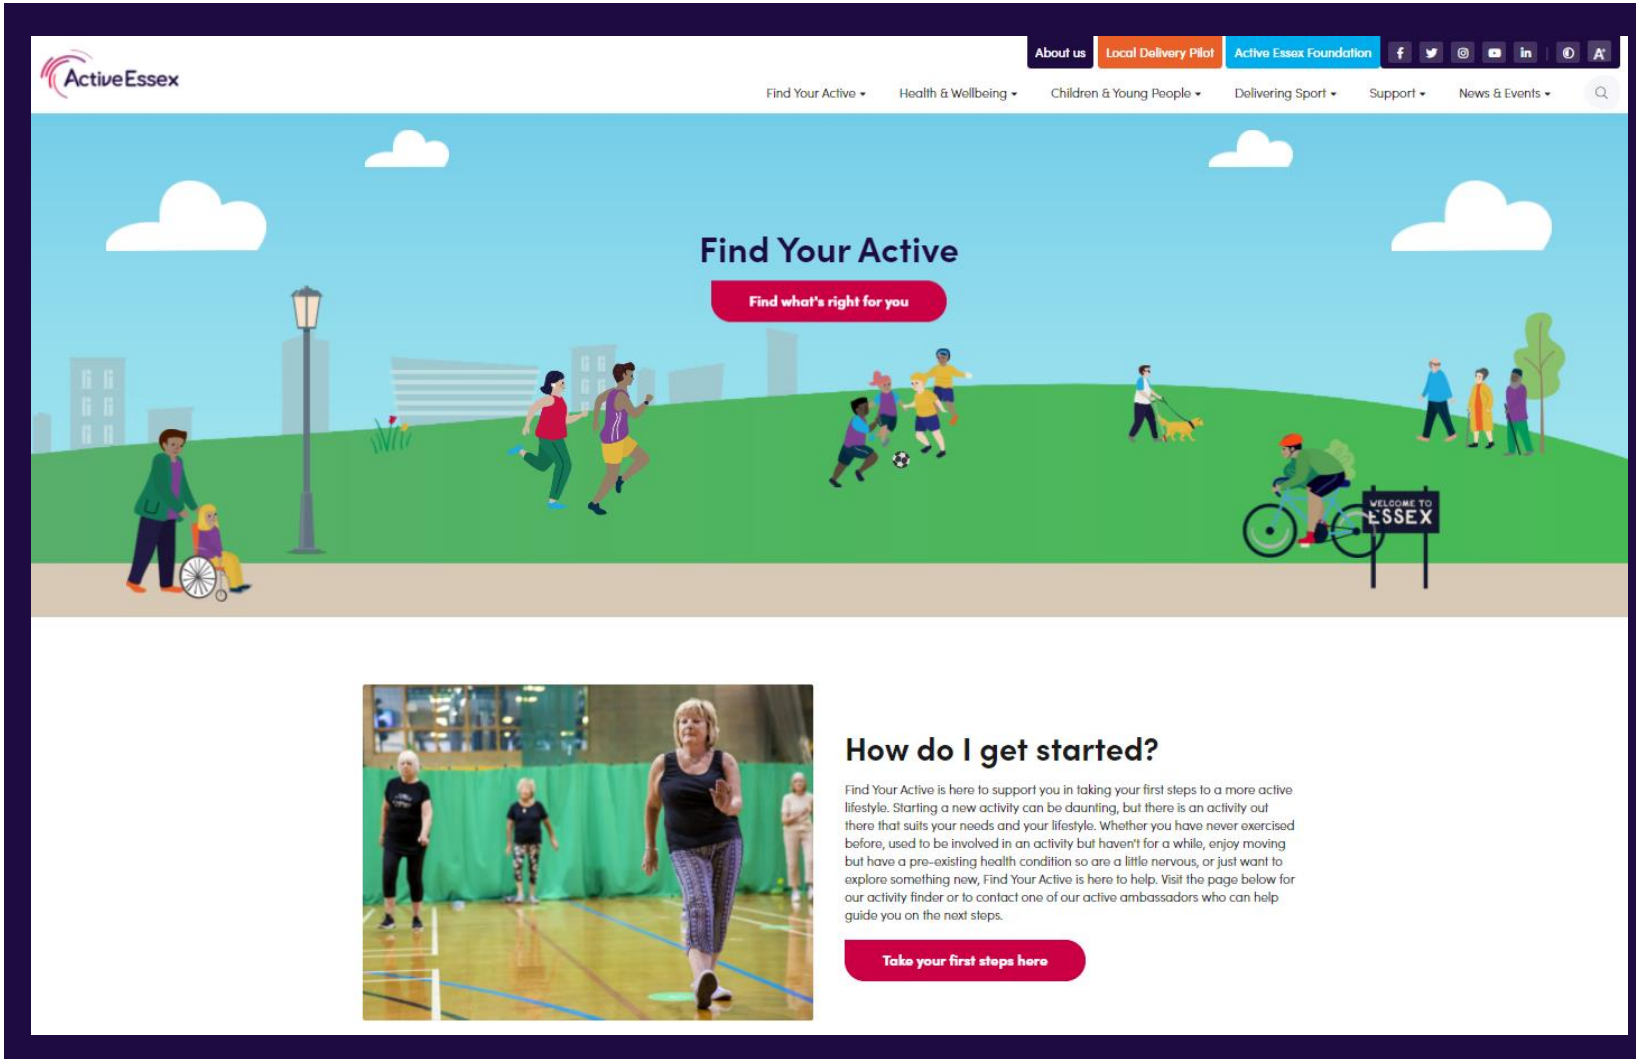 ActiveEssex
About us
Local Delivery Pilot
Active Essex Foundation
Find Your Active
Health & Wellbeing
Children & Young People
Delivering Sport
Support
News & Events
Find Your Active
Find what's right for you
WELCOME TO
ESSEX
How do I get started?
Find Your Active is here to support you in taking your first steps to a more active
lifestyle. Starting a new activity can be daunting, but there is an activity out
there that suits your needs and your lifestyle. Whether you have never exercised
before, used to be involved in an activity but haven't for a while, enjoy moving
but have a pre-existing health condition so are a little nervous, or just want to
explore something new, Find Your Active is here to help. Visit the page below for
our activity finder or to contact one of our active ambassadors who can help
guide you on the next steps.
Take your first steps here